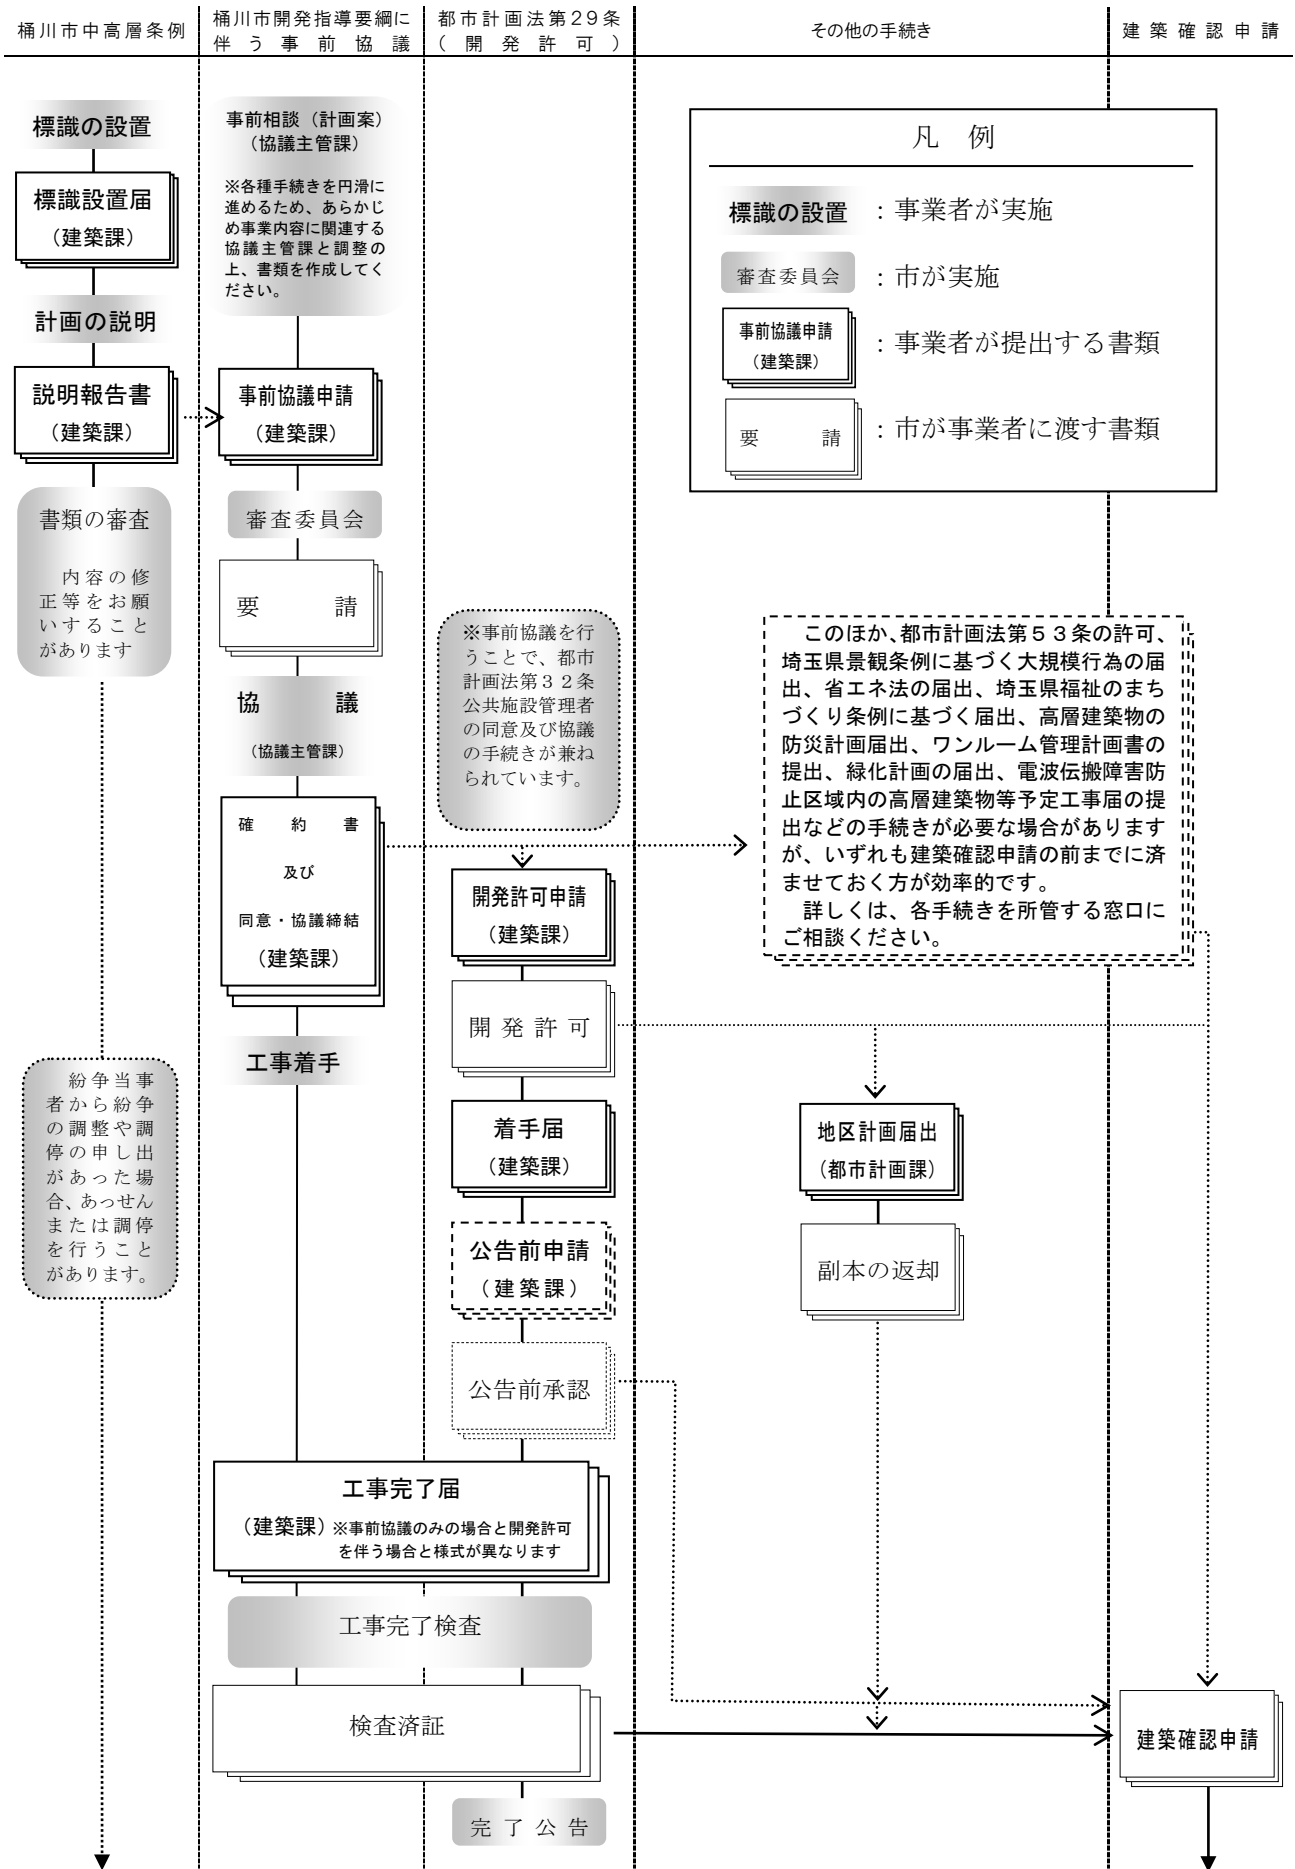 桶川市中高層条例
桶川市開発指導要綱に
伴う事前協議
都市計画法第29条
(開発許可)
その他の手続き
建築確認申請
標識の設置
標識設置届
(建築課)
計画の説明
説明報告書
(建築課)
書類の審査
内容の修
正等をお願
いすること
があります
紛争当事
者から紛争
の調整や調
停の申し出
があった場
合、あっせん
または調停
を行うこと
があります。
事前相談(計画案)
(協議主管課)
※各種手続きを円滑に
進めるため、あらかじ
め事業内容に関連する
協議主管課と調整の
上、書類を作成してく
ださい。
事前協議申請
(建築課)
審査委員会
要請
協議
(協議主管課)
確約書
及び
同意・協議締結
(建築課)
工事着手
※事前協議を行
うことで、都市
計画法第32条
公共施設管理者
の同意及び協議
の手続きが兼ね
られています。
開発許可申請
(建築課)
開発許可
着手届
(建築課)
公告前申請
(建築課)
公告前承認
工事完了届
(建築課) ※事前協議のみの場合と開発許可
を伴う場合と様式が異なります
工事完了検査
検査済証
完了公告
凡例
標識の設置 :事業者が実施
審査委員会 :市が実施
事前協議申請
(建築課) :事業者が提出する書類
要請 :市が事業者に渡す書類
このほか、都市計画法第53条の許可、
埼玉県景観条例に基づく大規模行為の届
出、省エネ法の届出、埼玉県福祉のまち
づくり条例に基づく届出、高層建築物の
防災計画届出、ワンルーム管理計画書の
提出、緑化計画の届出、電波伝搬障害防
止区域内の高層建築物等予定工事届の提
出などの手続きが必要な場合があります
が、いずれも建築確認申請の前までに済
ませておく方が効率的です。
詳しくは、各手続きを所管する窓口に
ご相談ください。
地区計画届出
(都市計画課)
副本の返却
建築確認申請